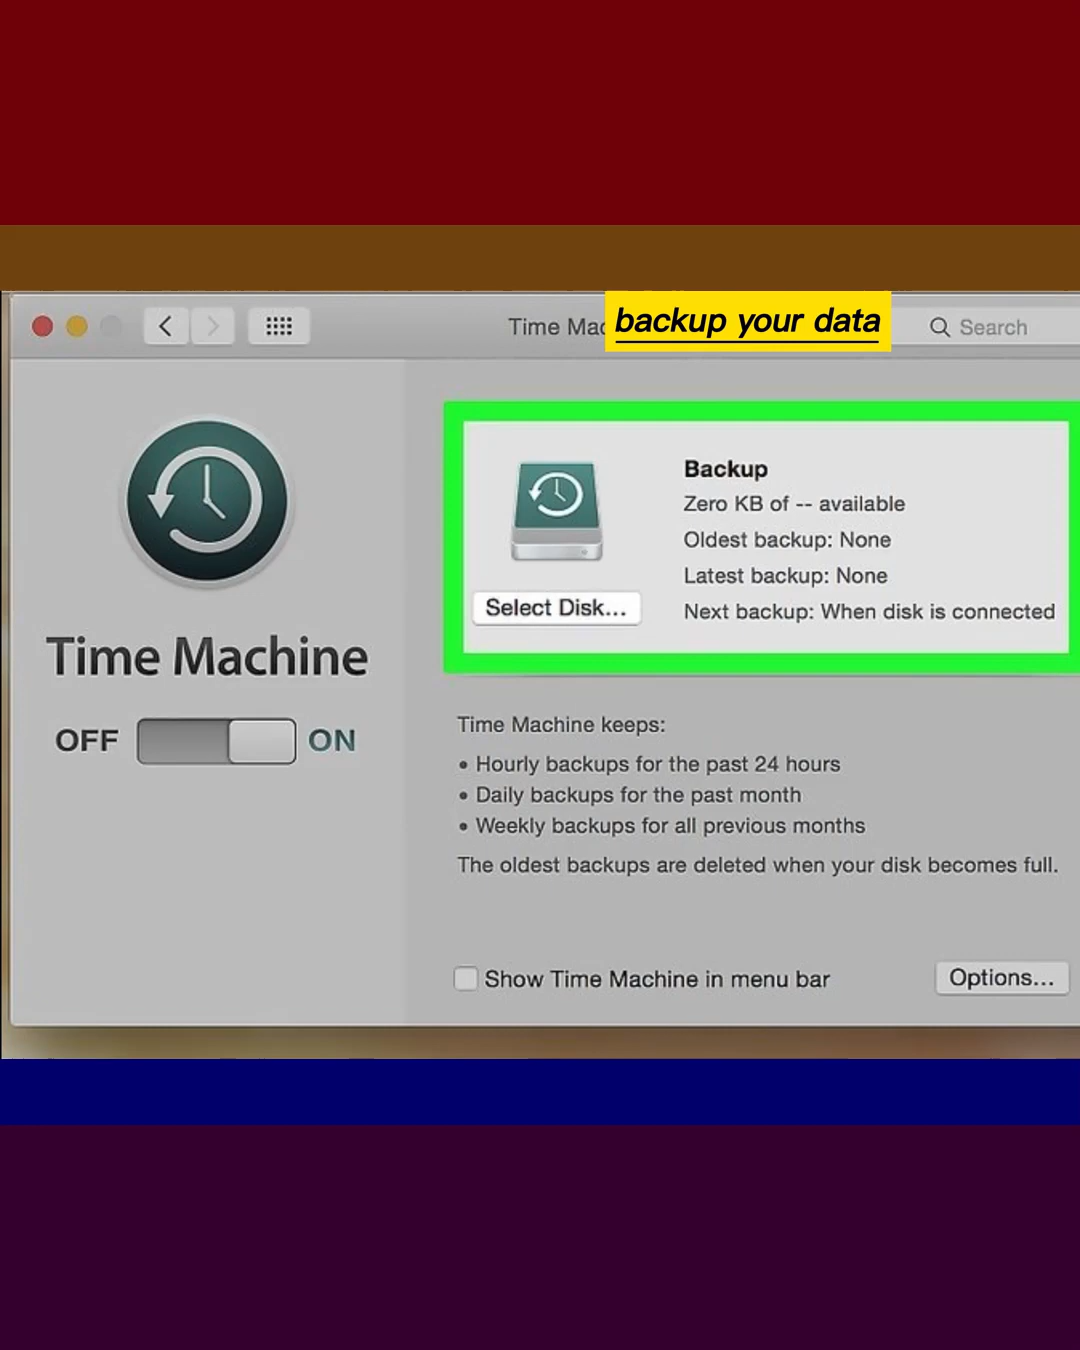 Time Mac
backup your data
Search
Backup
Zero KB of -- available
Oldest backup: None
Latest backup: None
Select Disk...
Next backup: When disk is connected
Time Machine
OFF
ON
Time Machine keeps:
• Hourly backups for the past 24 hours
• Daily backups for the past month
• Weekly backups for all previous months
The oldest backups are deleted when your disk becomes full.
Show Time Machine in menu bar
Options...